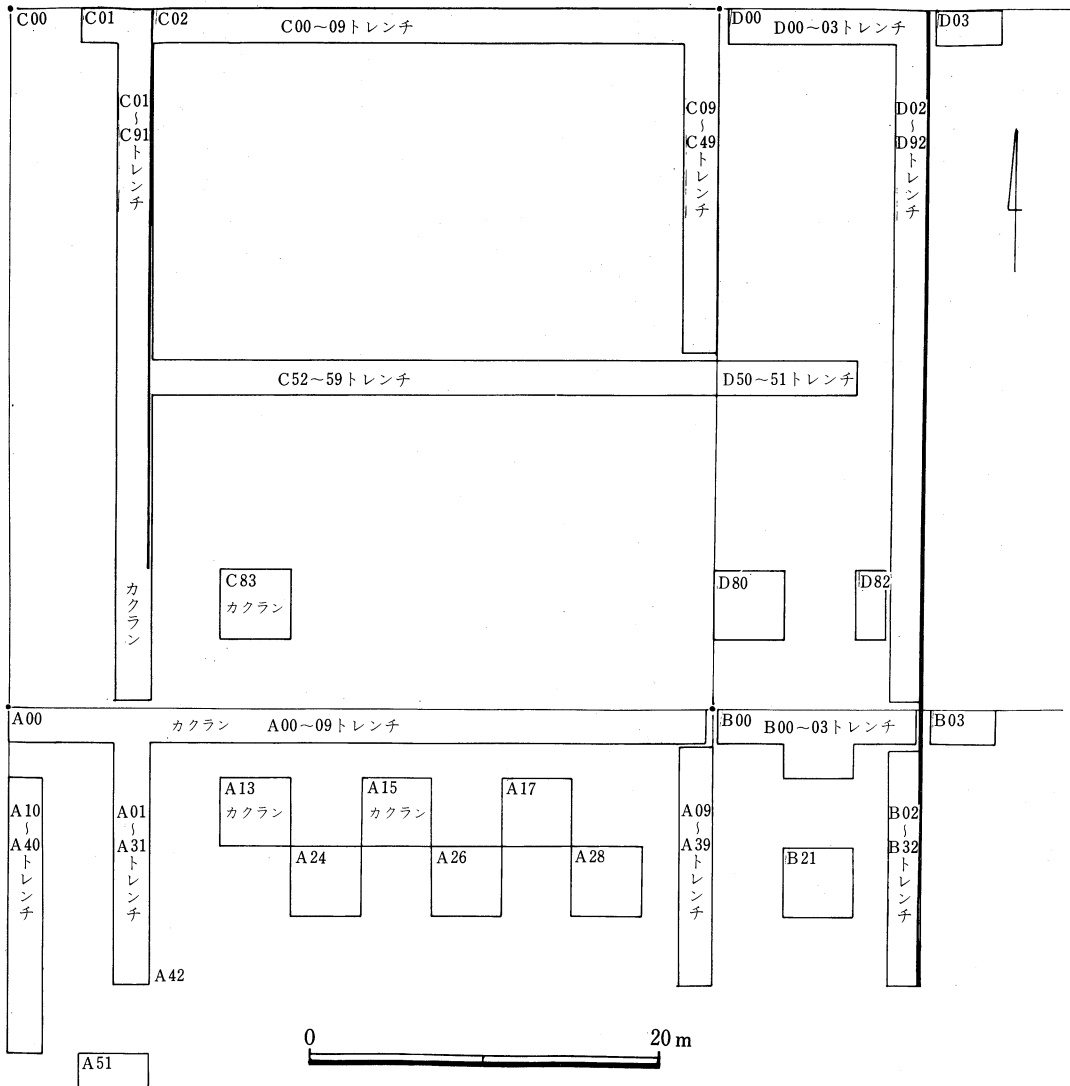 C00
C01
C02
C00~09トレンチ
D00
D00~03トレンチ
D03
C01
~
C91
トレンチ
C09
~
C49
トレンチ
D02
~
D92
トレンチ
C52~59トレンチ
D50~51トレンチ
カクラン
C83
カクラン
D80
D82
A00
カクラン
A00~09トレンチ
B00
B00~03トレンチ
B03
A10
~
A40
トレンチ
A01
~
A31
トレンチ
A13
カクラン
A15
カクラン
A17
A09
~
A39
トレンチ
B02
~
B32
トレンチ
A24
A26
A28
B21
A42
0
20m
A51